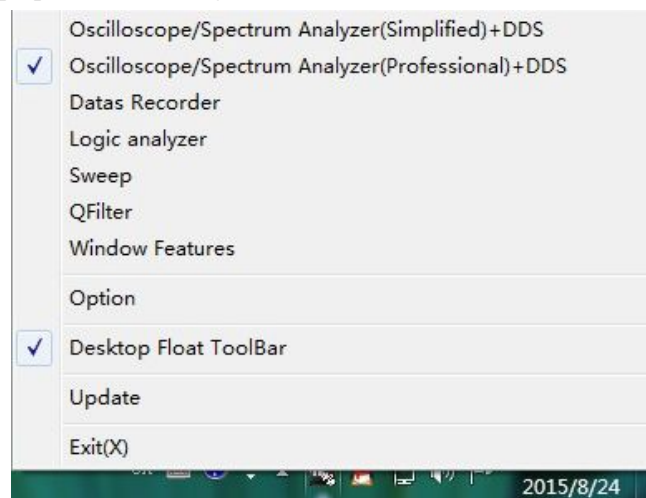 Oscilloscope/Spectrum Analyzer(Simplified)+DDS
Oscilloscope/Spectrum Analyzer(Professional)+DDS
Datas Recorder
Logic analyzer
Sweep
QFilter
Window Features
Option
Desktop Float ToolBar
Update
Exit(X)
2015/8/24